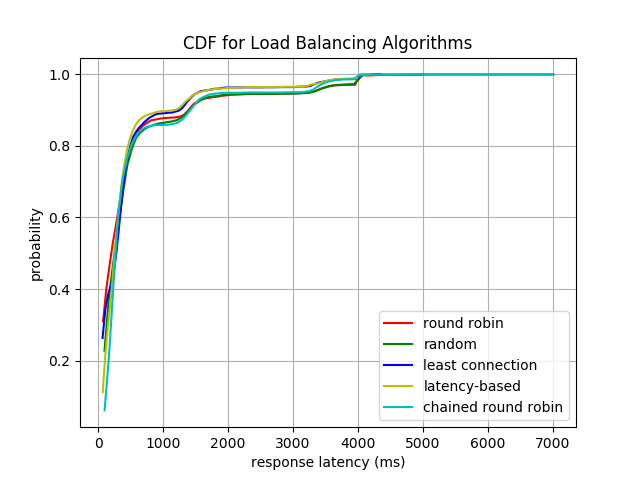 CDF for Load Balancing Algorithms
1.0
0.8
0.6
0.4
0.2
probability
round robin
random
least connection
latency-based
chained round robin
0 1000 2000 3000 4000 5000 6000 7000
response latency (ms)